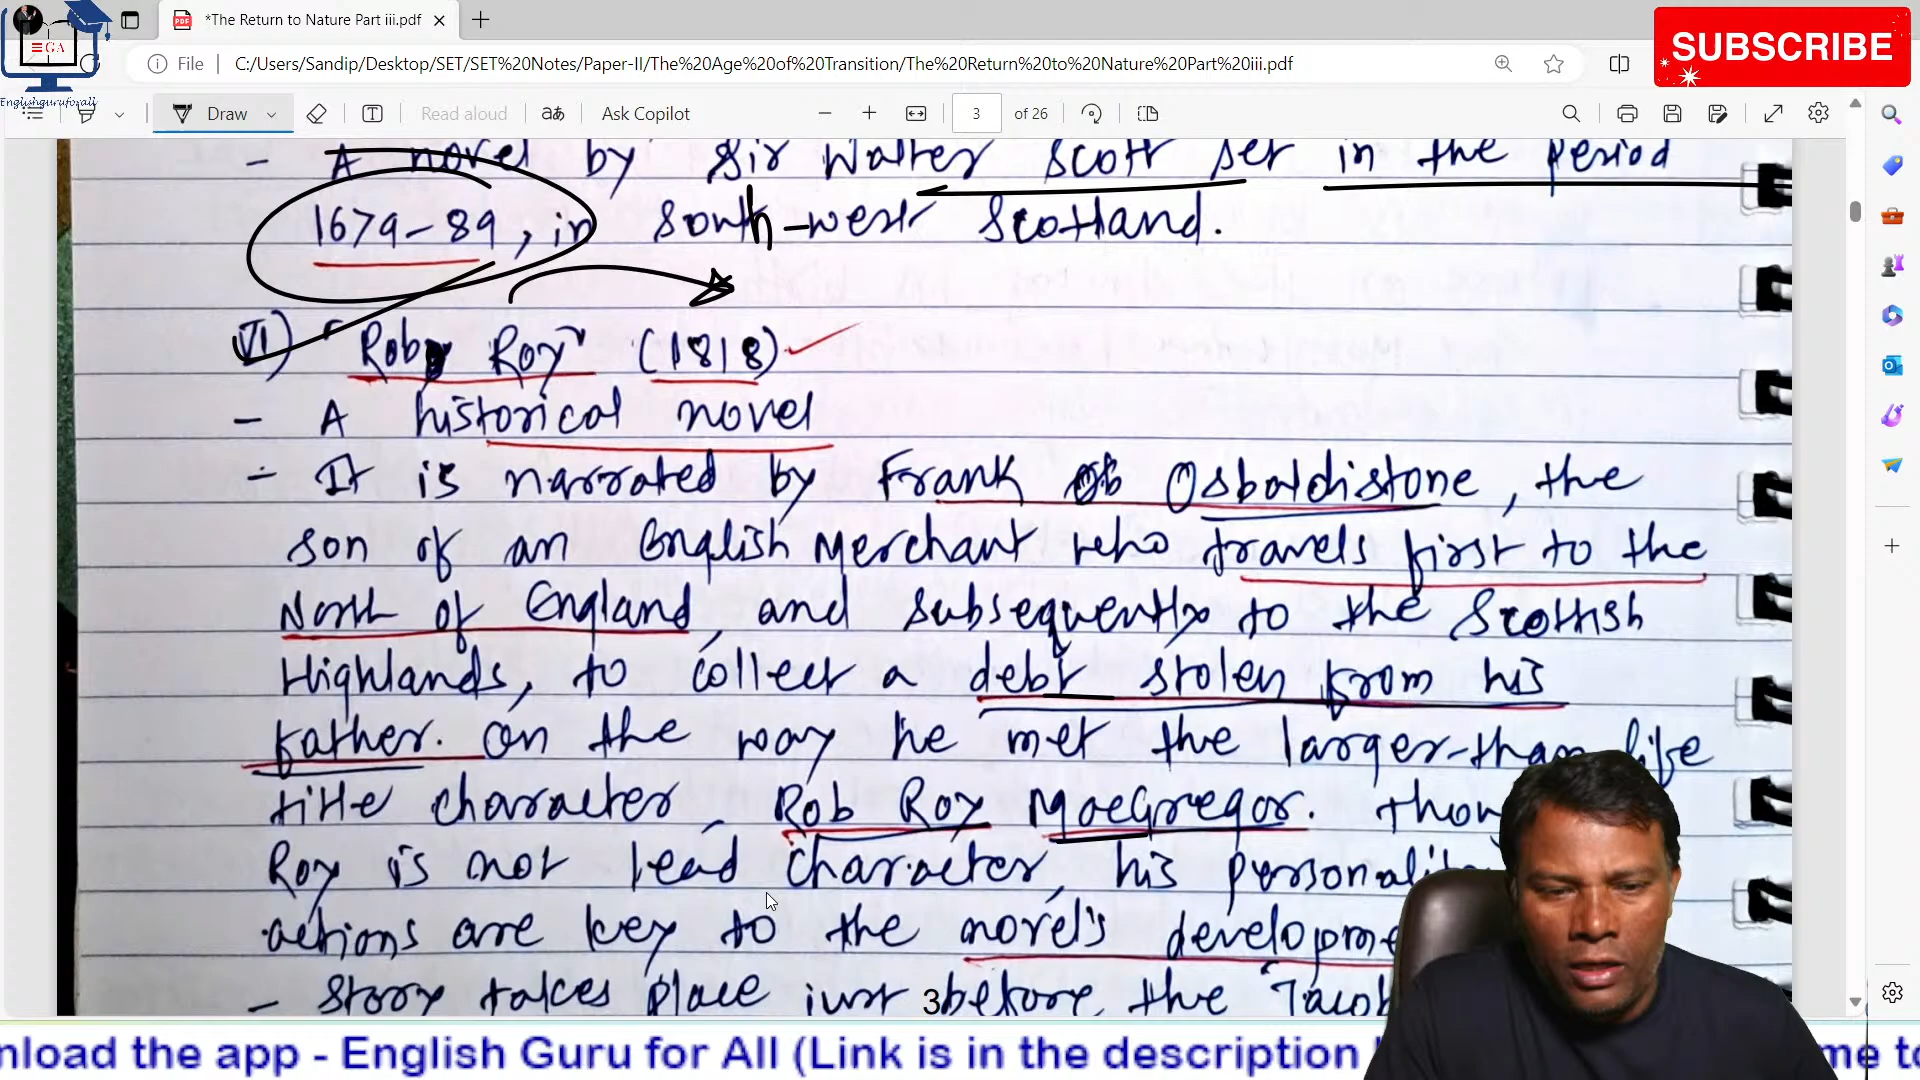 *The Return to Nature Part iii.pdf
SUBSCRIBE
GA
Englishguruforall
File C:/Users/Sandip/Desktop/SET/SET%20Notes/Paper-II/The%20Age%20of%20Transition/The%20Return%20to%20Nature%20Part%20iii.pdf
Draw Read aloud Ask Copilot 3 of 26
- A novel by Sir Walter Scott set in the period
1679-89, in South-west Scotland.
VI) "Rob Roy" (1818)
- A historical novel
- It is narrated by Frank Osbaldistone, the
son of an English Merchant who travels first to the
North of England, and subsequently to the Scottish
Highlands, to collect a debt stolen from his
father. On the way he met the larger-than life
title character, Rob Roy MacGregor.
Roy is not lead character, his
actions are key to the novel's
- Story takes place just before the
3
nload the app - English Guru for All (Link is in the description